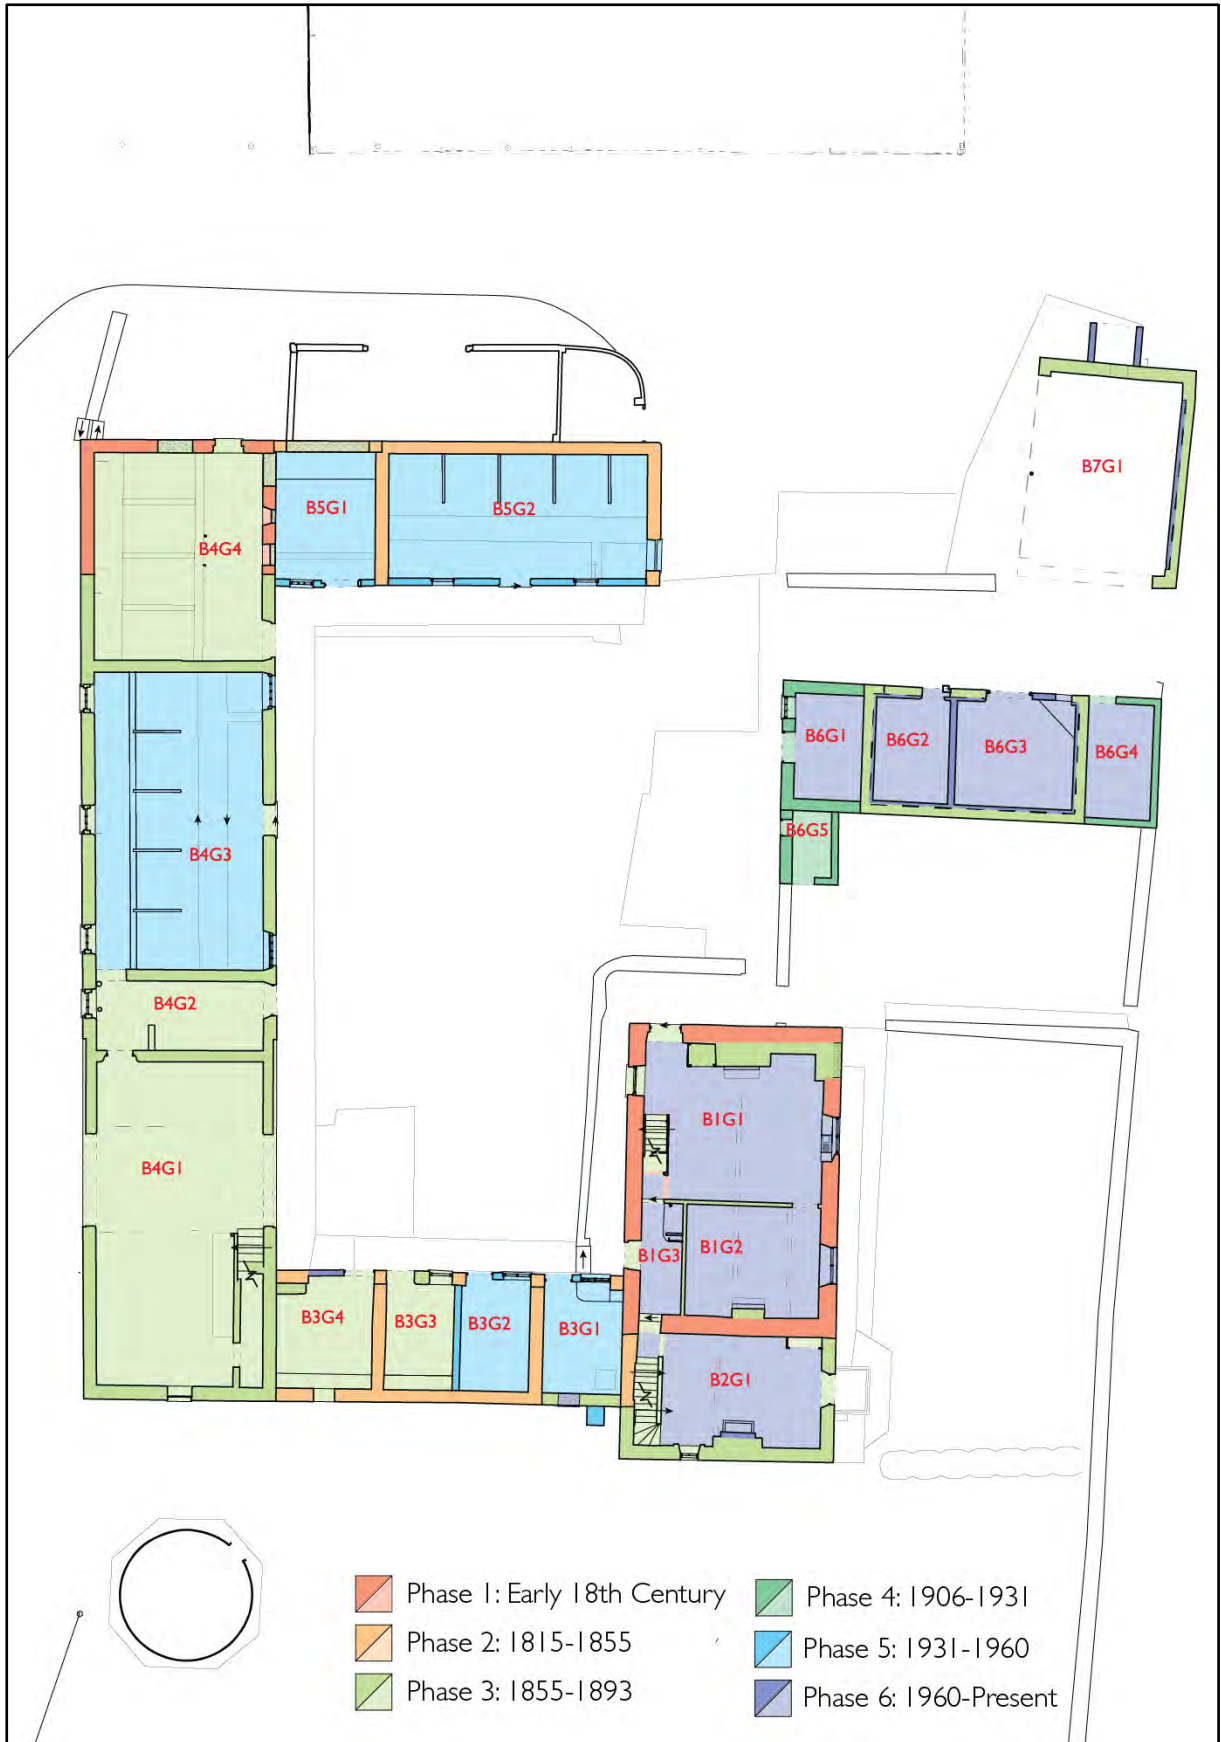 B7G1
B5G1
B5G2
B4G4
B6G1
B6G2
B6G3
B6G4
B6G5
B4G3
B4G2
B1G1
B4G1
B1G3
B1G2
B3G4
B3G3
B3G2
B3G1
B2G1
N
N
N
Phase 1: Early 18th Century
Phase 2: 1815-1855
Phase 3: 1855-1893
Phase 4: 1906-1931
Phase 5: 1931-1960
Phase 6: 1960-Present